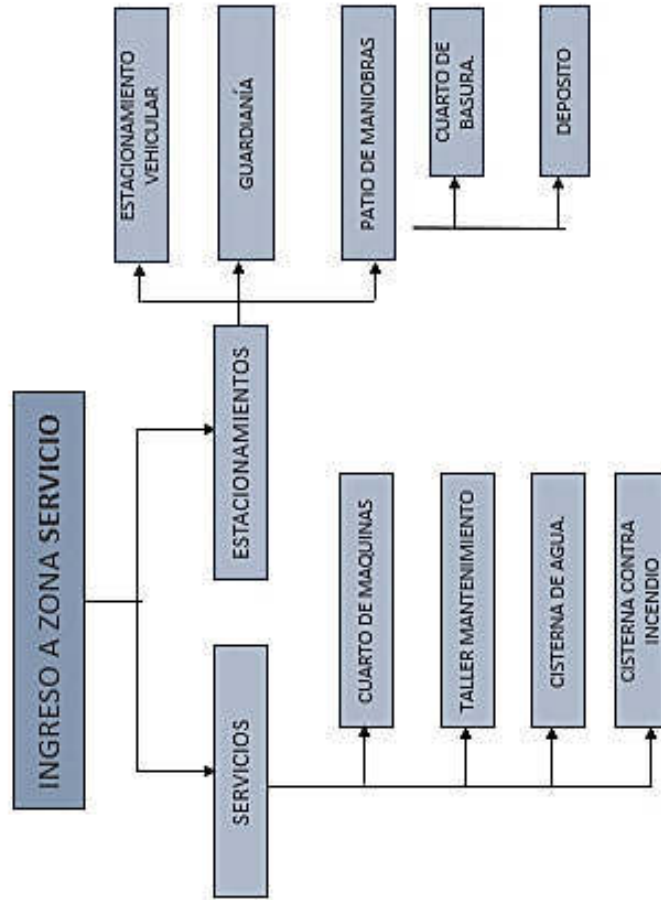 INGRESO A ZONA SERVICIO
SERVICIOS
CUARTO DE MAQUINAS
TALLER MANTENIMIENTO
CISTERNA DE AGUA.
CISTERNA CONTRA
INCENDIO
ESTACIONAMIENTOS
ESTACIONAMIENTO
VEHICULAR
GUARDIANÍA
PATIO DE MANIOBRAS
CUARTO DE
BASURA.
DEPOSITO